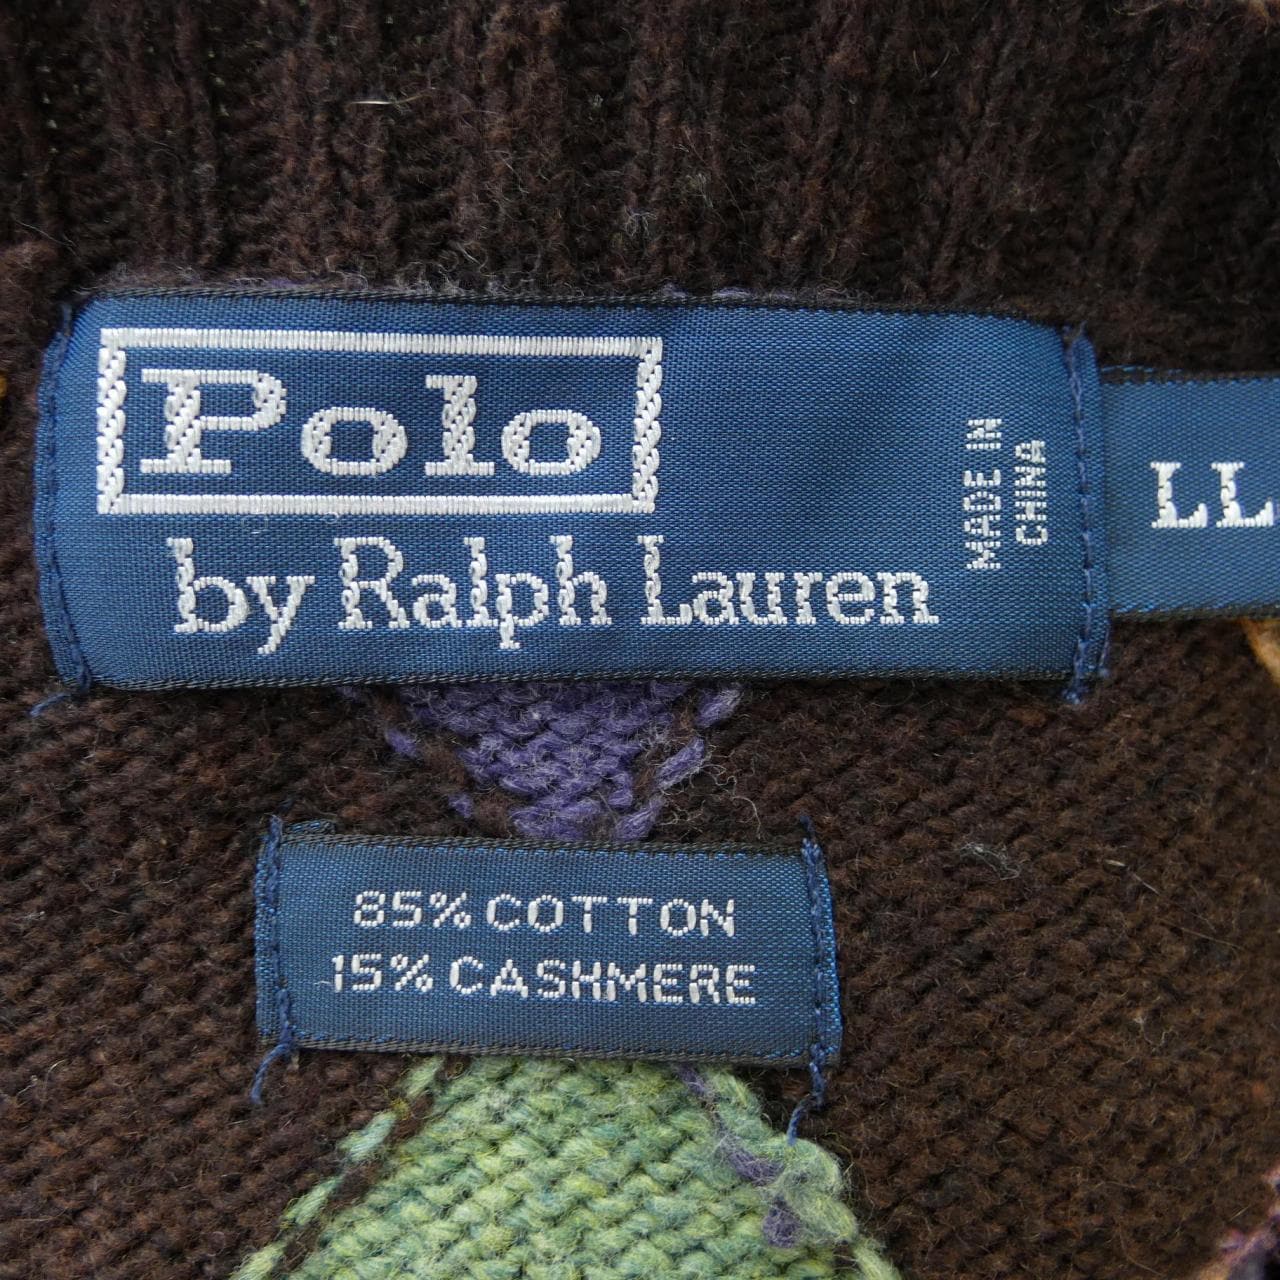 Polo
by Ralph Lauren
MADE IN
CHINA
LL
85% COTTON
15% CASHMERE